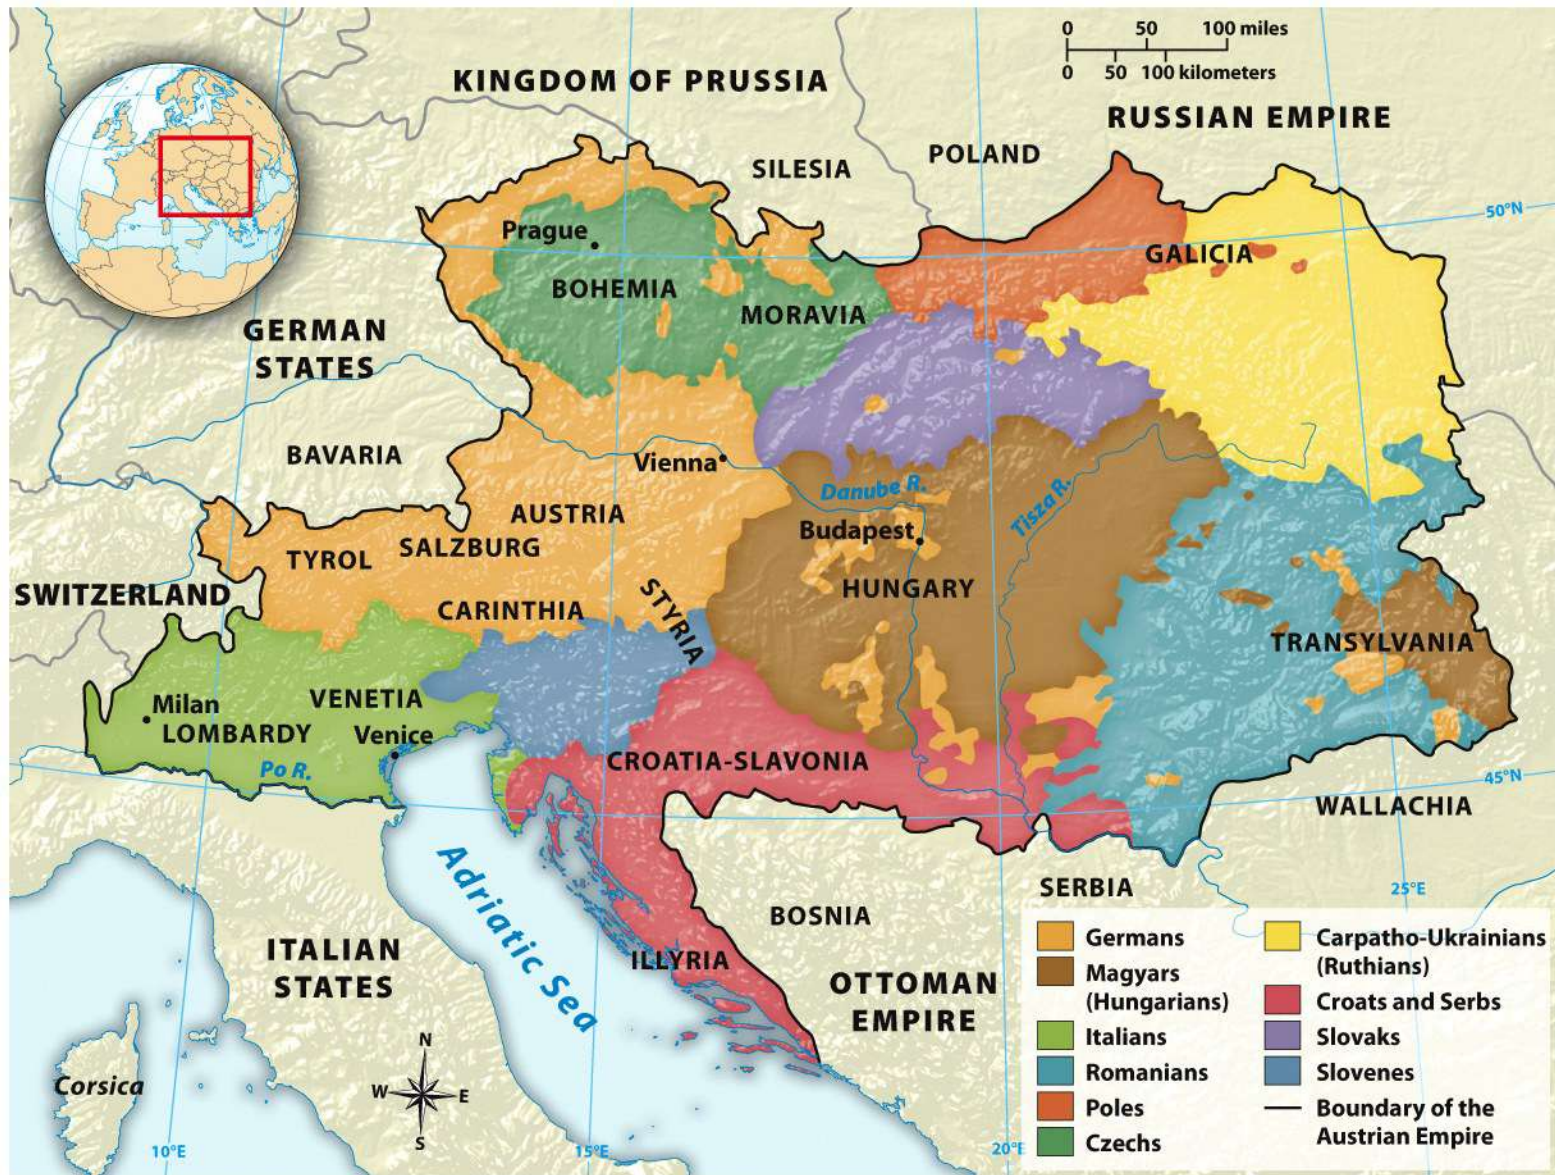 0 50 100 miles
0 50 100 kilometers
KINGDOM OF PRUSSIA
RUSSIAN EMPIRE
POLAND
SILESIA
50°N
Prague
GALICIA
BOHEMIA
MORAVIA
GERMAN
STATES
BAVARIA
Vienna
Danube R.
Tisza R.
AUSTRIA
Budapest
SALZBURG
TYROL
SWITZERLAND
HUNGARY
CARINTHIA
STYRIA
TRANSYLVANIA
VENETIA
Milan
LOMBARDY
Venice
Po R.
CROATIA-SLAVONIA
45°N
WALLACHIA
Adriatic Sea
SERBIA
25°E
BOSNIA
ITALIAN
STATES
ILLYRIA
OTTOMAN
EMPIRE
Corsica
N
W E
S
10°E
15°E
20°E
Germans
Magyars
(Hungarians)
Italians
Romanians
Poles
Czechs
Carpatho-Ukrainians
(Ruthians)
Croats and Serbs
Slovaks
Slovenes
Boundary of the
Austrian Empire